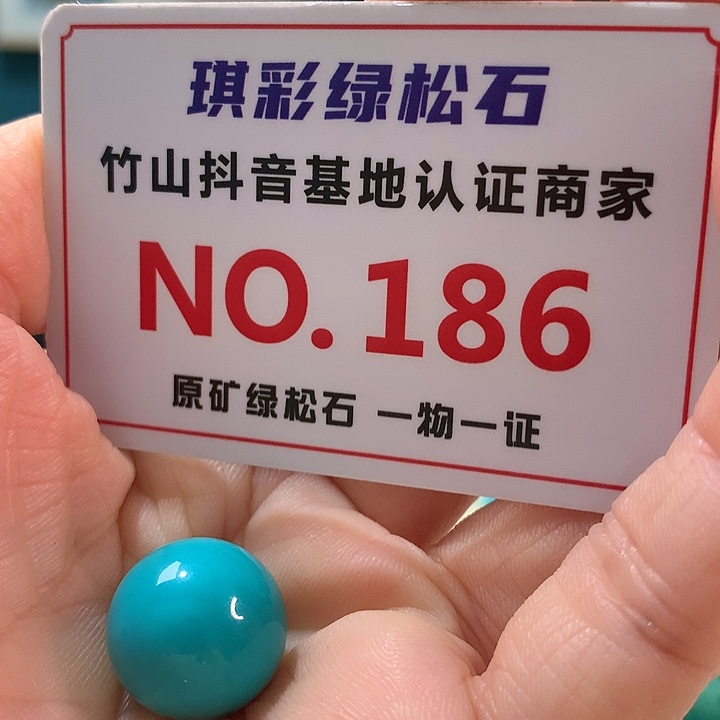 琪彩绿松石
竹山抖音基地认证商家
NO.186
原矿绿松石 一物一证